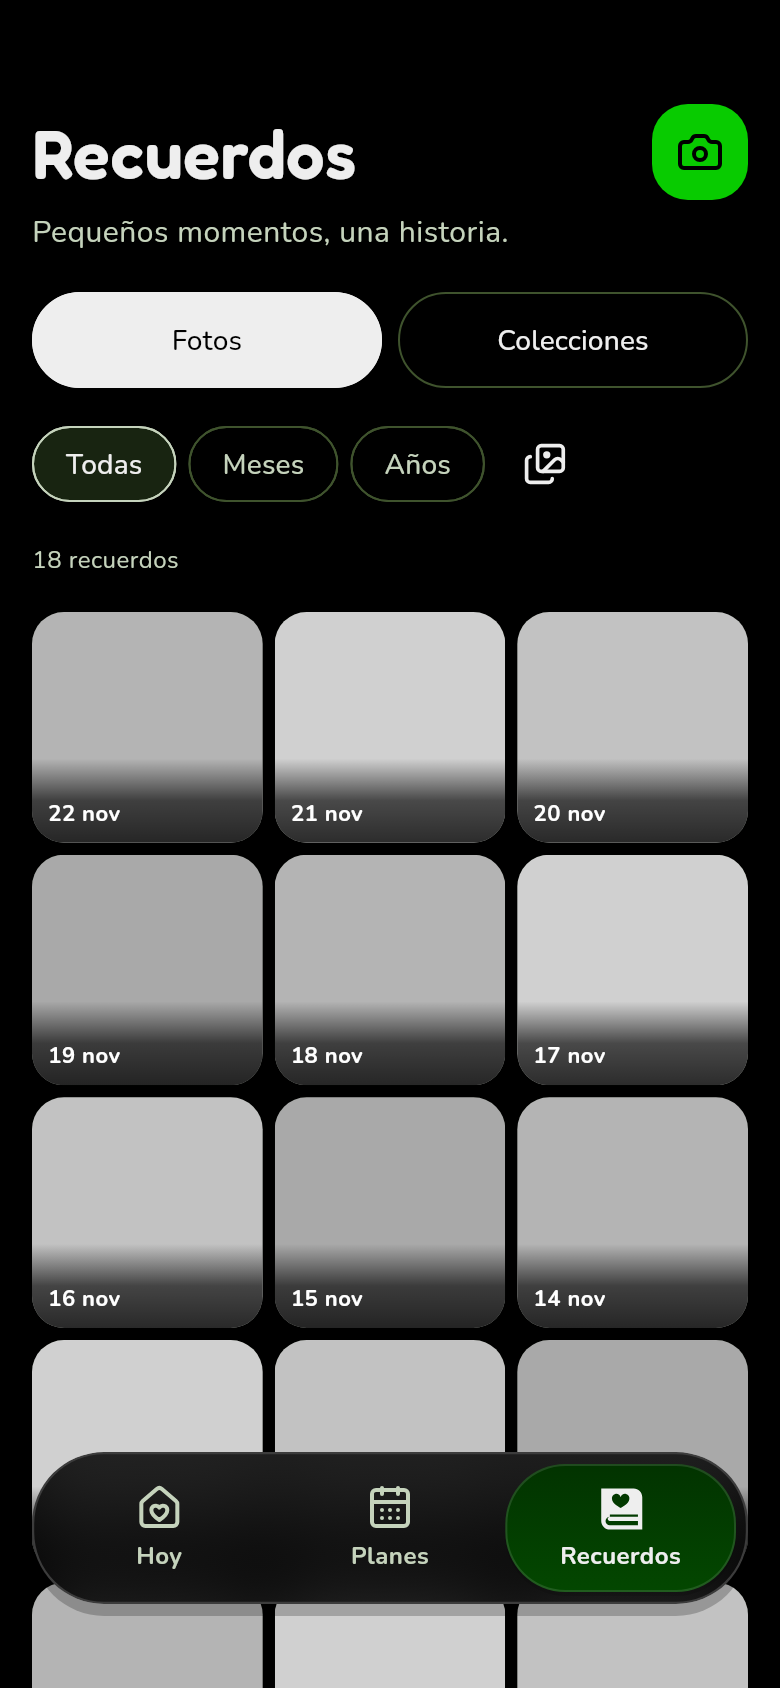 Recuerdos
Pequeños momentos, una historia.
Fotos
Colecciones
Todas
Meses
Años
18 recuerdos
22 nov
21 nov
20 nov
19 nov
18 nov
17 nov
16 nov
15 nov
14 nov
Hoy
Planes
Recuerdos